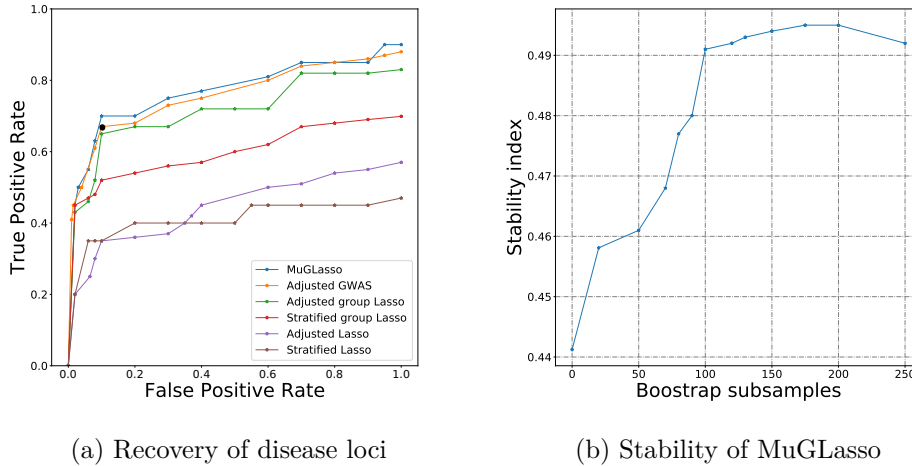 1.0
0.8
0.6
0.4
0.2
0.0
True Positive Rate
0.0 0.2 0.4 0.6 0.8 1.0
False Positive Rate
MuGLasso
Adjusted GWAS
Adjusted group Lasso
Stratified group Lasso
Adjusted Lasso
Stratified Lasso
(a) Recovery of disease loci
0.49
0.48
0.47
0.46
0.45
0.44
Stability index
0 50 100 150 200 250
Boostrap subsamples
(b) Stability of MuGLasso